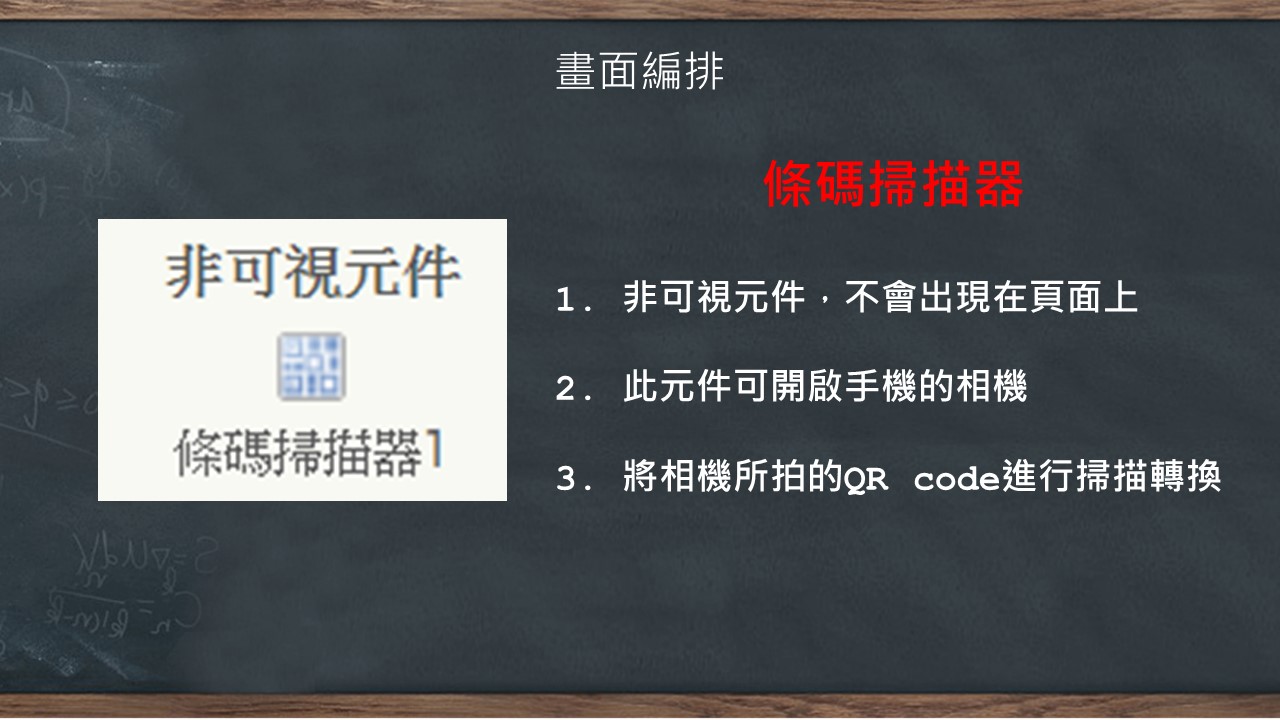 畫面編排
條碼掃描器
非可視元件
條碼掃描器1
1. 非可視元件，不會出現在頁面上
2. 此元件可開啟手機的相機
3. 將相機所拍的QR code進行掃描轉換